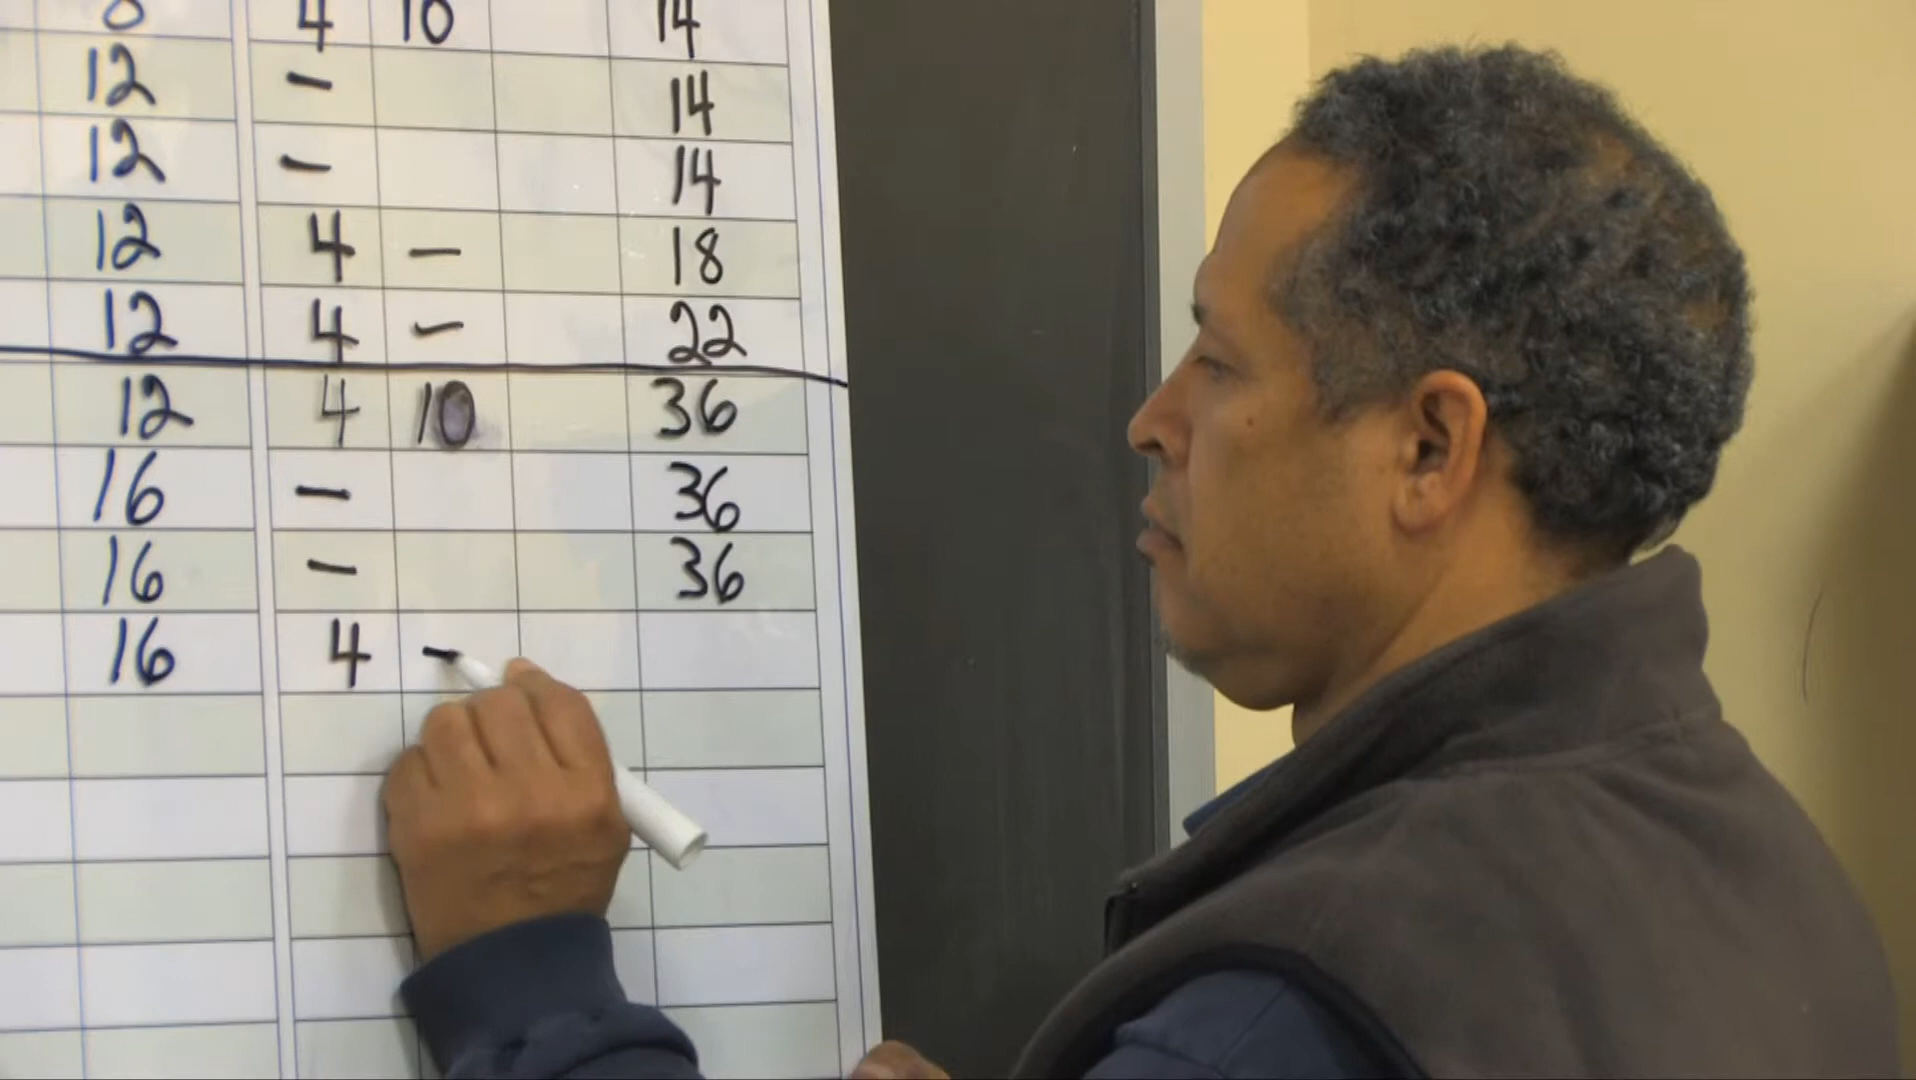 8 4 10 14
12 – 14
12 – 14
12 4 – 18
12 4 – 22
12 4 10 36
16 – 36
16 – 36
16 4 –